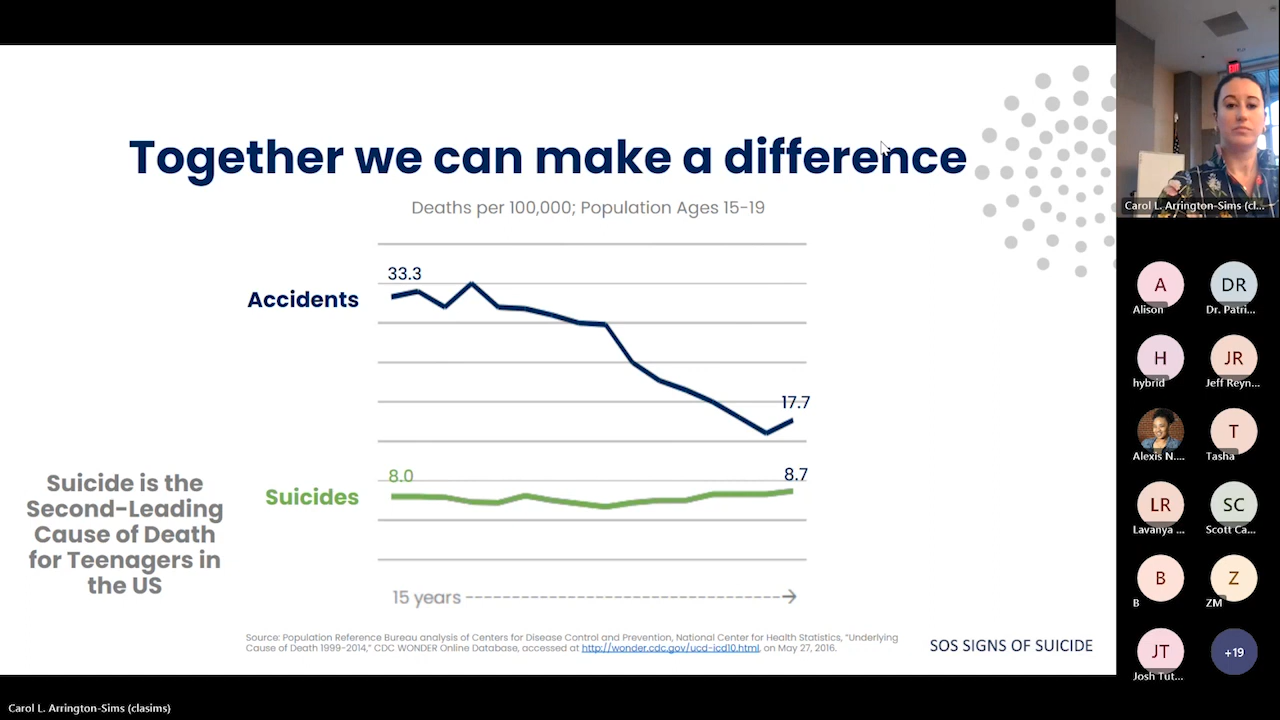 Together we can make a difference
Deaths per 100,000; Population Ages 15-19
33.3
Accidents
17.7
8.0
8.7
Suicides
Suicide is the
Second-Leading
Cause of Death
for Teenagers in
the US
15 years
Source: Population Reference Bureau analysis of Centers for Disease Control and Prevention, National Center for Health Statistics, "Underlying
Cause of Death 1999-2014," CDC WONDER Online Database, accessed at http://wonder.cdc.gov/ucd-icd10.html, on May 27, 2016.
SOS SIGNS OF SUICIDE
Carol L. Arrington-Sims (cl...
A
DR
Alison
Dr. Patri...
H
JR
hybrid
Jeff Reyn...
T
Alexis N....
Tasha
LR
SC
Lavanya ...
Scott Ca...
B
Z
B
ZM
JT
+19
Josh Tut...
Carol L. Arrington-Sims (clasims)